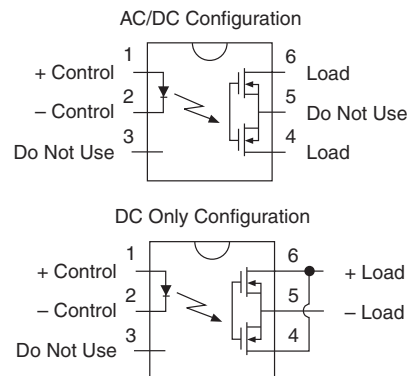 AC/DC Configuration
1
6
+ Control
Load
2
5
– Control
Do Not Use
3
4
Do Not Use
Load
DC Only Configuration
1
6
+ Control
+ Load
2
5
– Control
– Load
3
4
Do Not Use